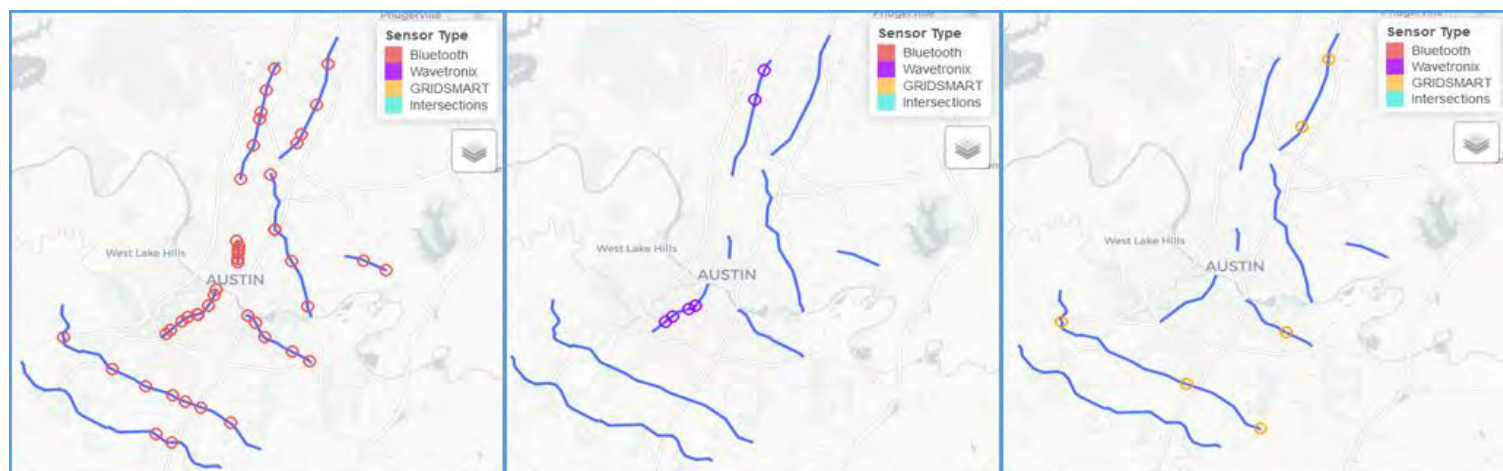 Pflugerville
Sensor Type
Bluetooth
Wavetronix
GRIDSMART
Intersections
West Lake Hills
AUSTIN
Sensor Type
Bluetooth
Wavetronix
GRIDSMART
Intersections
West Lake Hills
AUSTIN
Sensor Type
Bluetooth
Wavetronix
GRIDSMART
Intersections
West Lake Hills
AUSTIN